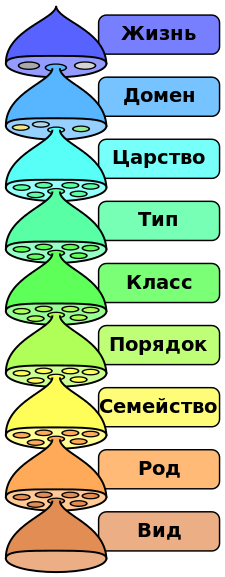 Жизнь
Домен
Царство
Тип
Класс
Порядок
Семейство
Род
Вид